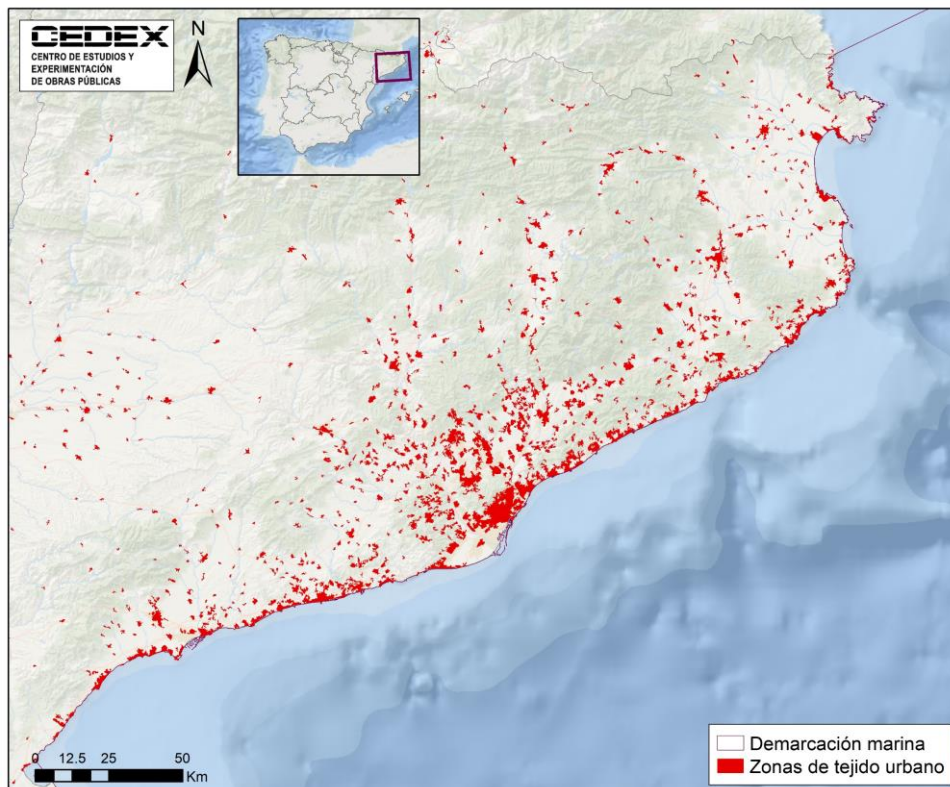 CEDEX
CENTRO DE ESTUDIOS Y
EXPERIMENTACIÓN
DE OBRAS PÚBLICAS
N
0 12.5 25 50
Km
Demarcación marina
Zonas de tejido urbano